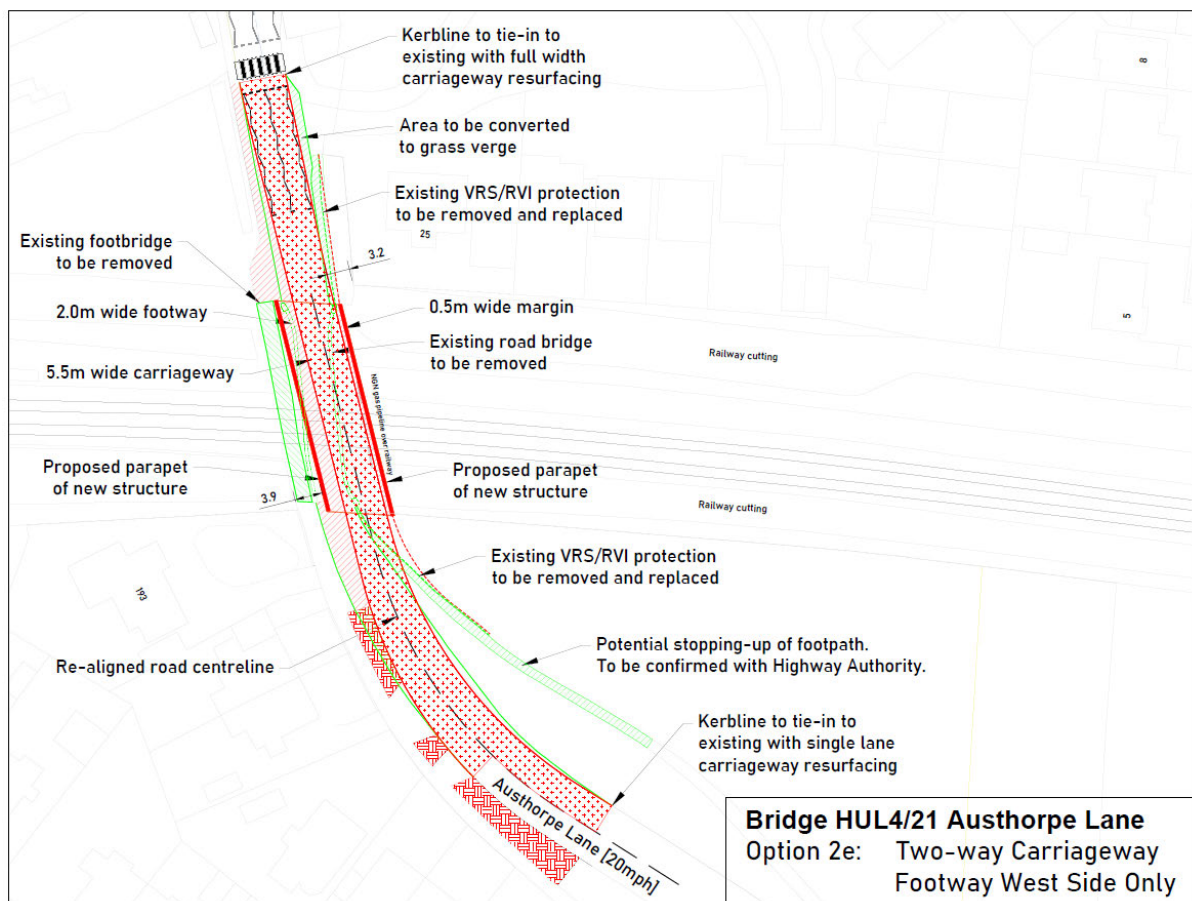 Kerbline to tie-in to
existing with full width
carriageway resurfacing
8
Area to be converted
to grass verge
Existing VRS/RVI protection
to be removed and replaced
25
Existing footbridge
to be removed
3.2
2.0m wide footway
0.5m wide margin
5
Existing road bridge
to be removed
5.5m wide carriageway
Railway cutting
NGN gas pipeline over railway
Proposed parapet
of new structure
3.9
Proposed parapet
of new structure
Railway cutting
Existing VRS/RVI protection
to be removed and replaced
193
Re-aligned road centreline
Potential stopping-up of footpath.
To be confirmed with Highway Authority.
Kerbline to tie-in to
existing with single lane
carriageway resurfacing
Austhorpe Lane [20mph]
Bridge HUL4/21 Austhorpe Lane
Option 2e: Two-way Carriageway
Footway West Side Only